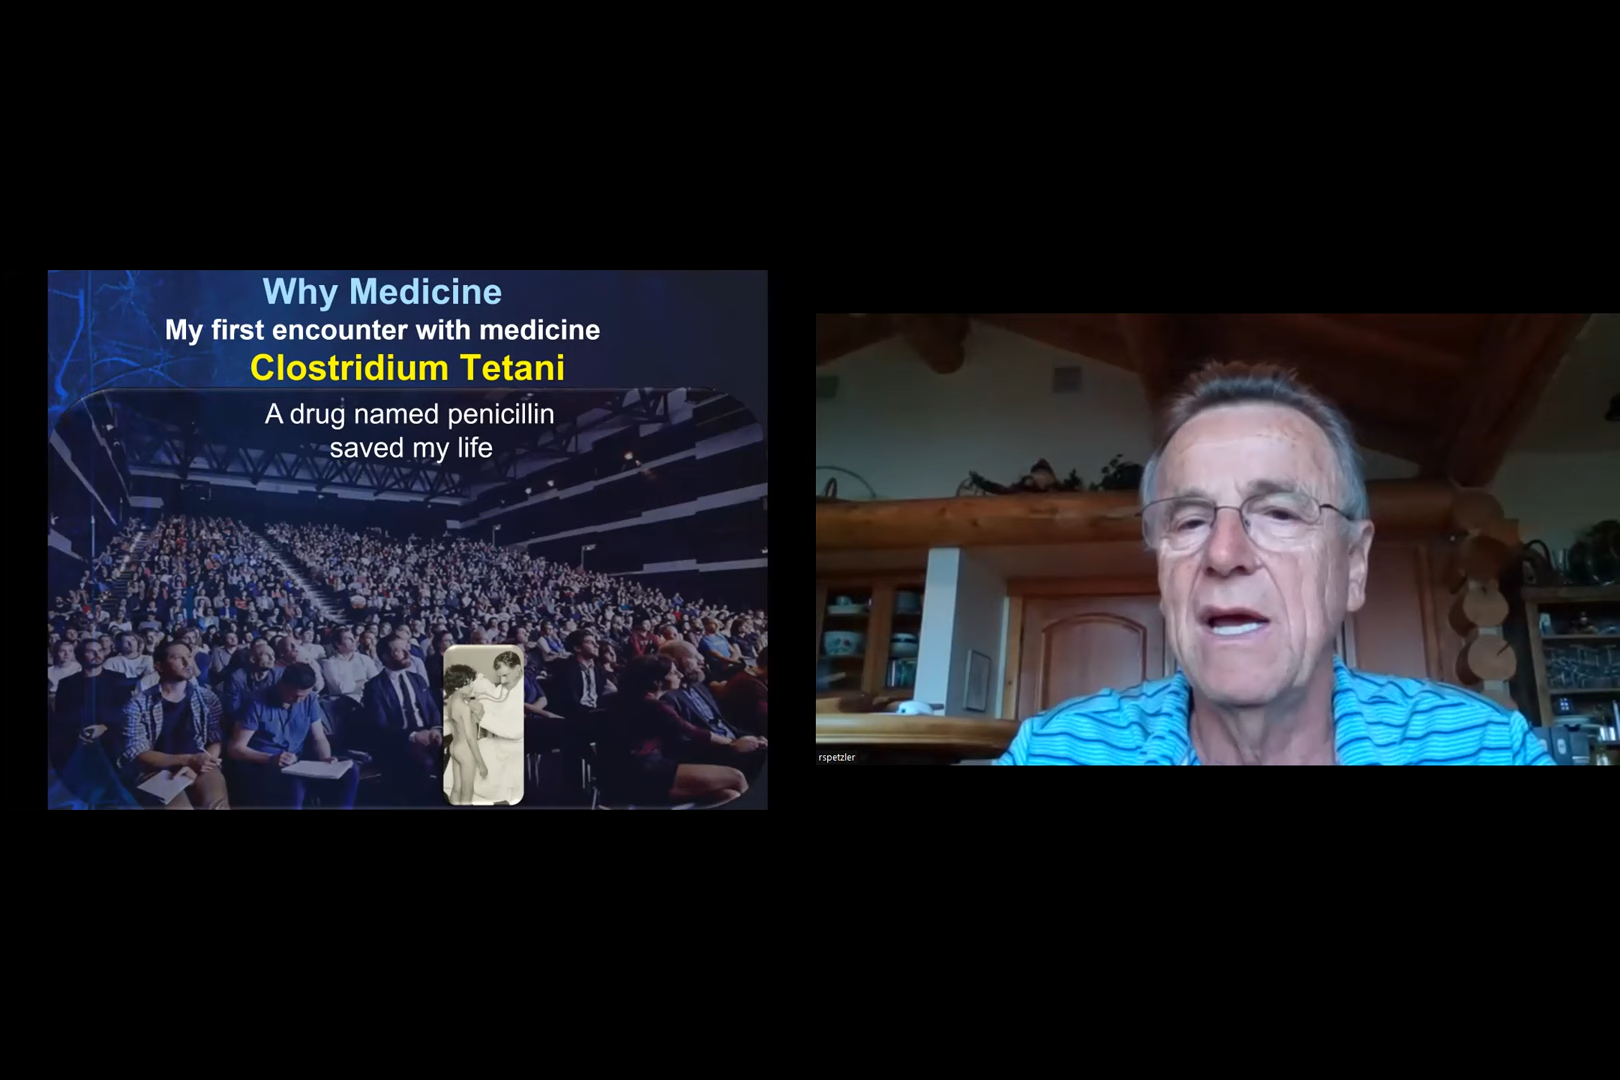 Why Medicine
My first encounter with medicine
Clostridium Tetani
A drug named penicillin
saved my life
rspetzler